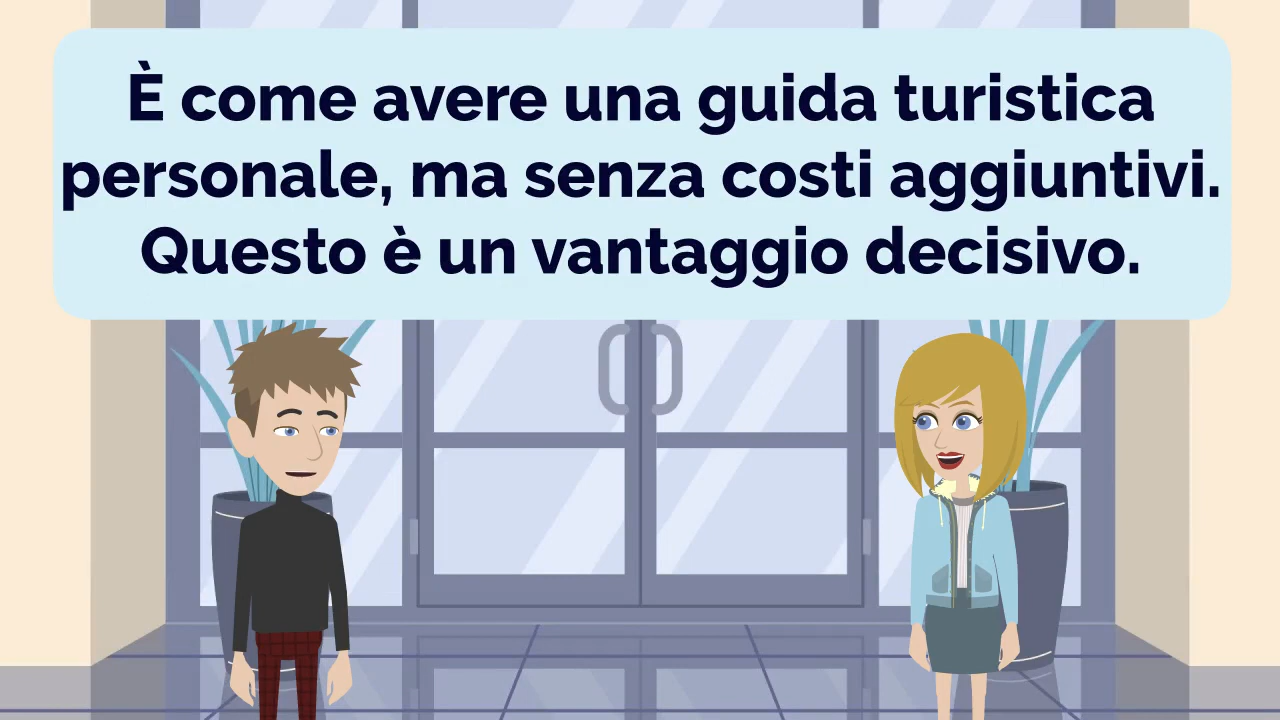 È come avere una guida turistica
personale, ma senza costi aggiuntivi.
Questo è un vantaggio decisivo.